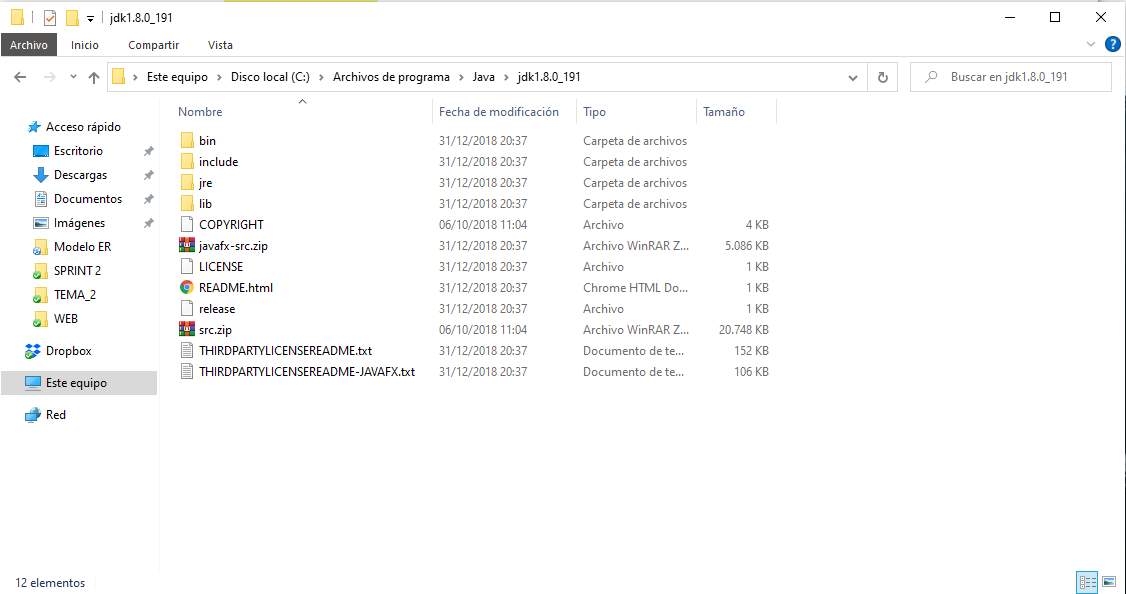 jdk1.8.0_191
Archivo Inicio Compartir Vista
Este equipo > Disco local (C:) > Archivos de programa > Java > jdk1.8.0_191
Buscar en jdk1.8.0_191
Nombre Fecha de modificación Tipo Tamaño
Acceso rápido
Escritorio
Descargas
Documentos
Imágenes
Modelo ER
SPRINT 2
TEMA_2
WEB
Dropbox
Este equipo
Red
bin 31/12/2018 20:37 Carpeta de archivos
include 31/12/2018 20:37 Carpeta de archivos
jre 31/12/2018 20:37 Carpeta de archivos
lib 31/12/2018 20:37 Carpeta de archivos
COPYRIGHT 06/10/2018 11:04 Archivo 4 KB
javafx-src.zip 31/12/2018 20:37 Archivo WinRAR Z... 5.086 KB
LICENSE 31/12/2018 20:37 Archivo 1 KB
README.html 31/12/2018 20:37 Chrome HTML Do... 1 KB
release 31/12/2018 20:37 Archivo 1 KB
src.zip 06/10/2018 11:04 Archivo WinRAR Z... 20.748 KB
THIRDPARTYLICENSEREADME.txt 31/12/2018 20:37 Documento de te... 152 KB
THIRDPARTYLICENSEREADME-JAVAFX.txt 31/12/2018 20:37 Documento de te... 106 KB
12 elementos